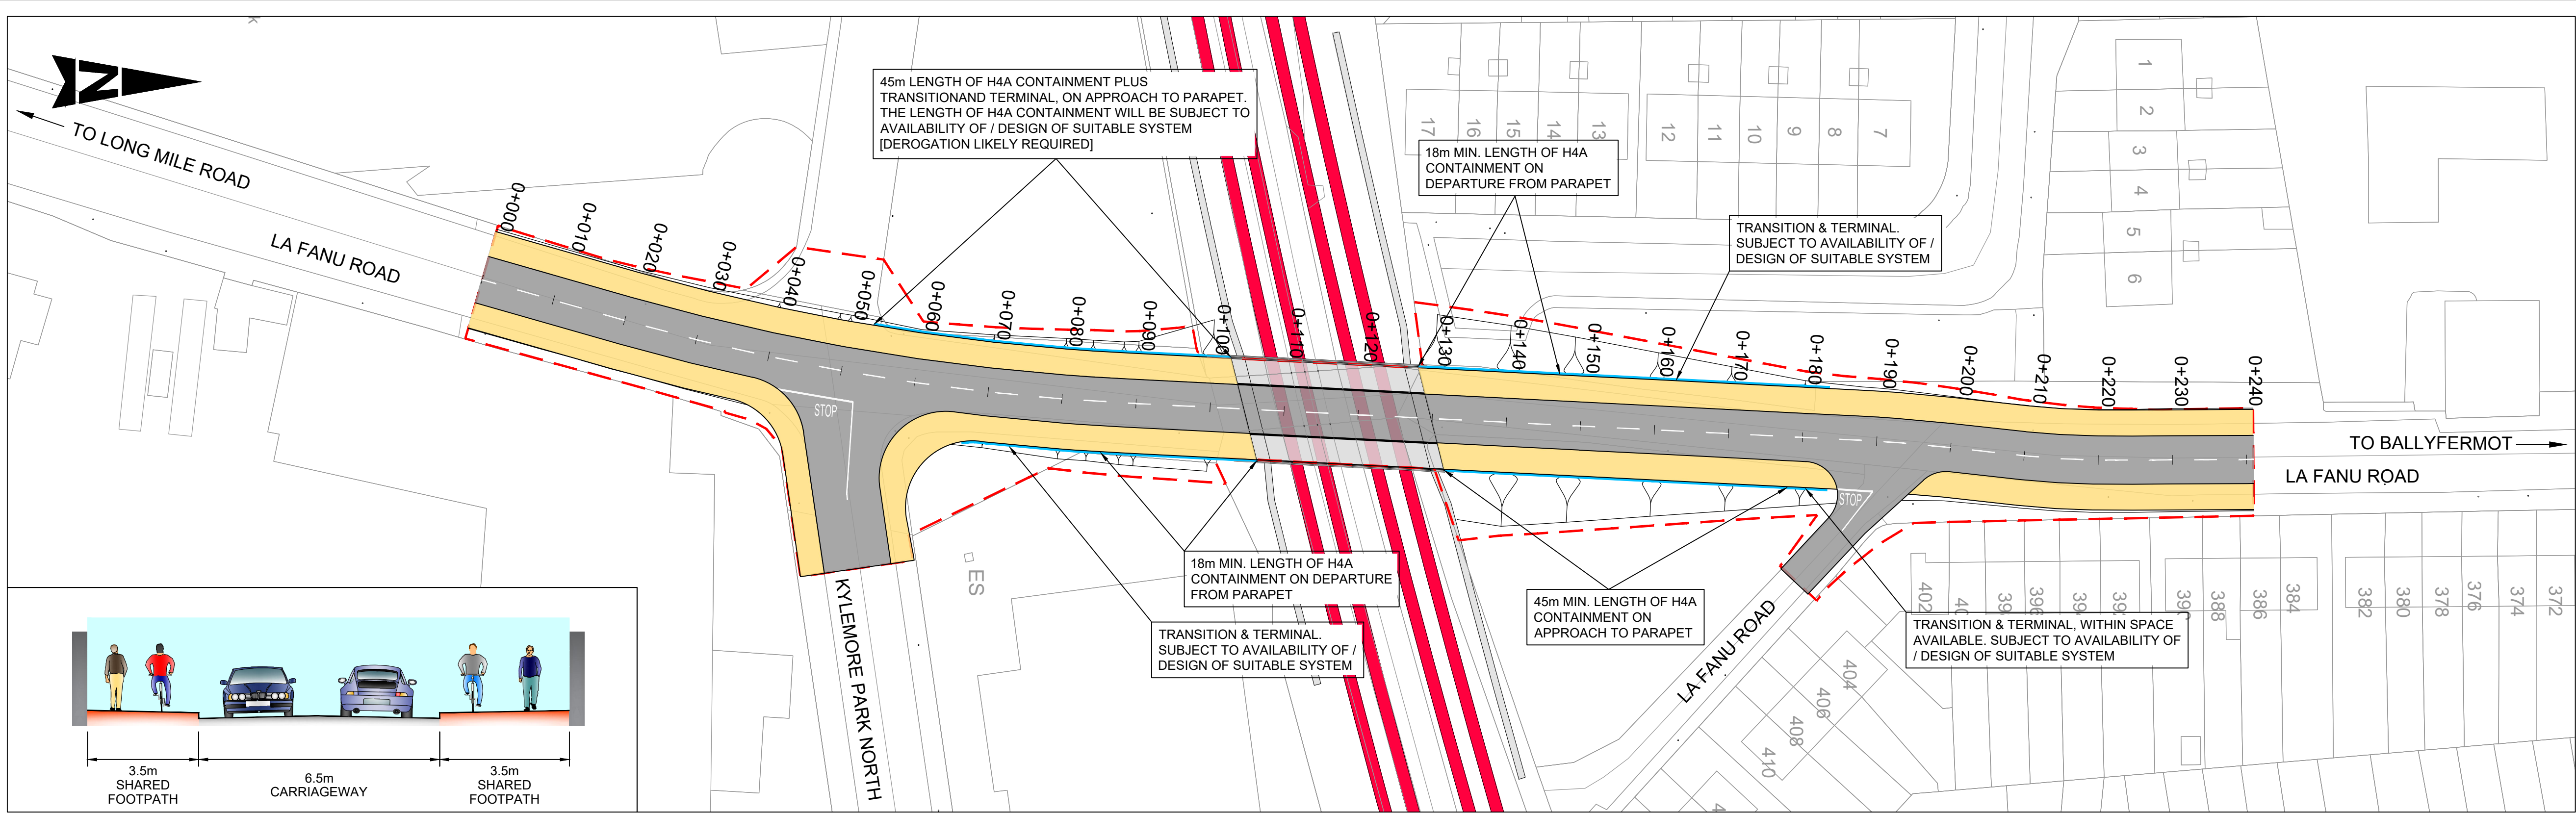 N
45m LENGTH OF H4A CONTAINMENT PLUS
TRANSITIONAND TERMINAL, ON APPROACH TO PARAPET.
THE LENGTH OF H4A CONTAINMENT WILL BE SUBJECT TO
AVAILABILITY OF / DESIGN OF SUITABLE SYSTEM
[DEROGATION LIKELY REQUIRED]
TO LONG MILE ROAD
LA FANU ROAD
18m MIN. LENGTH OF H4A
CONTAINMENT ON
DEPARTURE FROM PARAPET
TRANSITION & TERMINAL.
SUBJECT TO AVAILABILITY OF /
DESIGN OF SUITABLE SYSTEM
17
16
15
14
13
12
11
10
9
8
7
1
2
3
4
5
6
0+000
0+010
0+020
0+030
0+040
0+050
0+060
0+070
0+080
0+090
0+100
0+110
0+120
0+130
0+140
0+150
0+160
0+170
0+180
0+190
0+200
0+210
0+220
0+230
0+240
STOP
STOP
TO BALLYFERMOT
LA FANU ROAD
ES
KYLEMORE PARK NORTH
18m MIN. LENGTH OF H4A
CONTAINMENT ON DEPARTURE
FROM PARAPET
TRANSITION & TERMINAL.
SUBJECT TO AVAILABILITY OF /
DESIGN OF SUITABLE SYSTEM
45m MIN. LENGTH OF H4A
CONTAINMENT ON
APPROACH TO PARAPET
LA FANU ROAD
TRANSITION & TERMINAL, WITHIN SPACE
AVAILABLE. SUBJECT TO AVAILABILITY OF
/ DESIGN OF SUITABLE SYSTEM
402
396
388
386
384
382
380
378
376
374
372
404
406
408
410
3.5m
SHARED
FOOTPATH
6.5m
CARRIAGEWAY
3.5m
SHARED
FOOTPATH